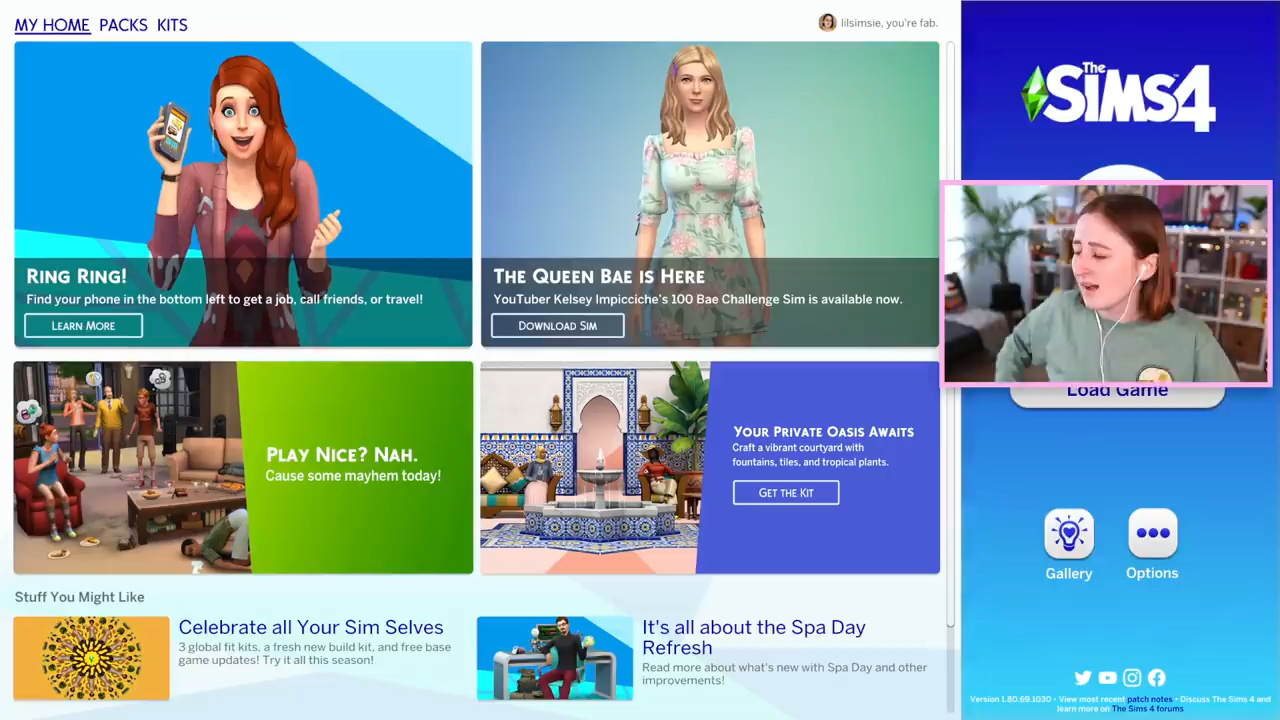 MY HOME PACKS KITS
lilsimsie, you're fab.
RING RING!
Find your phone in the bottom left to get a job, call friends, or travel!
LEARN MORE
THE QUEEN BAE IS HERE
YouTuber Kelsey Impicciche's 100 Bae Challenge Sim is available now.
DOWNLOAD SIM
PLAY NICE? NAH.
Cause some mayhem today!
YOUR PRIVATE OASIS AWAITS
Craft a vibrant courtyard with
fountains, tiles, and tropical plants.
GET THE KIT
Stuff You Might Like
Celebrate all Your Sim Selves
3 global fit kits, a fresh new build kit, and free base
game updates! Try it all this season!
It's all about the Spa Day
Refresh
Read more about what's new with Spa Day and other
improvements!
The SIMS 4
Load Game
Gallery Options
Version 1.80.69.1030 • View most recent patch notes • Discuss The Sims 4 and
learn more on The Sims 4 forums